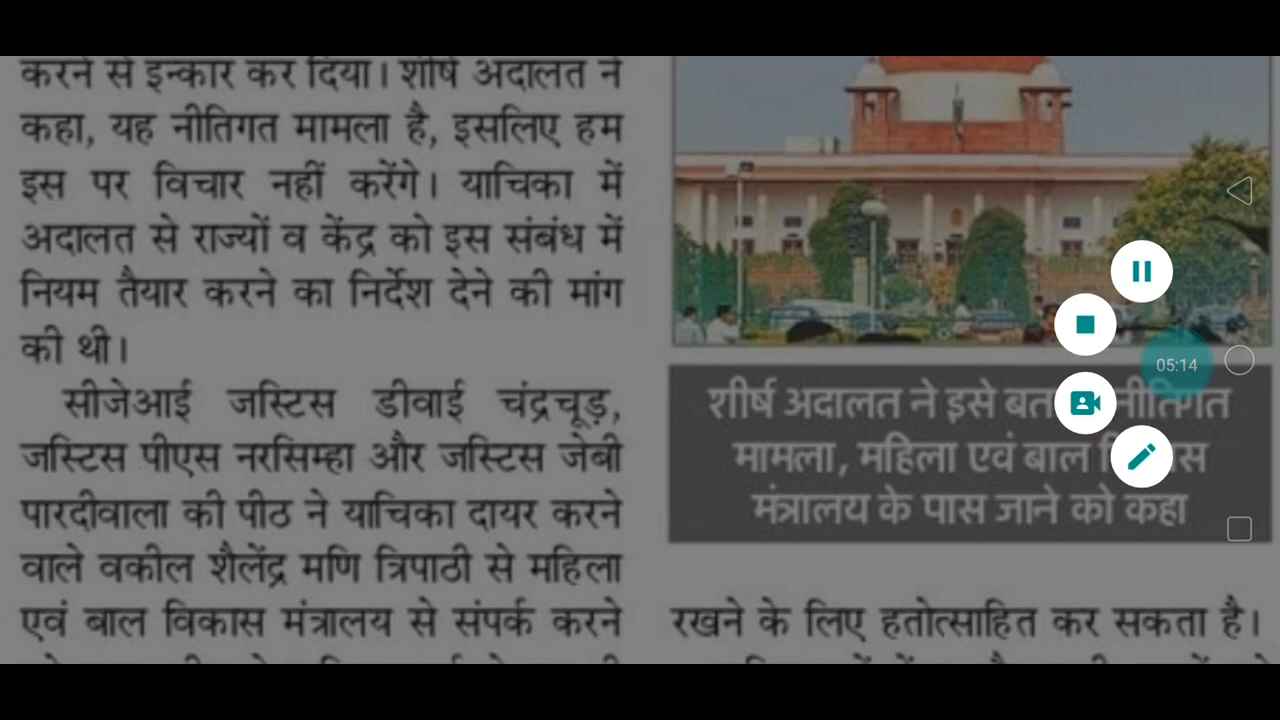 करने से इन्कार कर दिया। शीर्ष अदालत ने
कहा, यह नीतिगत मामला है, इसलिए हम
इस पर विचार नहीं करेंगे। याचिका में
अदालत से राज्यों व केंद्र को इस संबंध में
नियम तैयार करने का निर्देश देने की मांग
की थी।
सीजेआई जस्टिस डीवाई चंद्रचूड़,
जस्टिस पीएस नरसिम्हा और जस्टिस जेबी
पारदीवाला की पीठ ने याचिका दायर करने
वाले वकील शैलेंद्र मणि त्रिपाठी से महिला
एवं बाल विकास मंत्रालय से संपर्क करने
शीर्ष अदालत ने इसे नीतिगत
मामला, महिला एवं बाल
मंत्रालय के पास जाने को कहा
रखने के लिए हतोत्साहित कर सकता है।
05:14